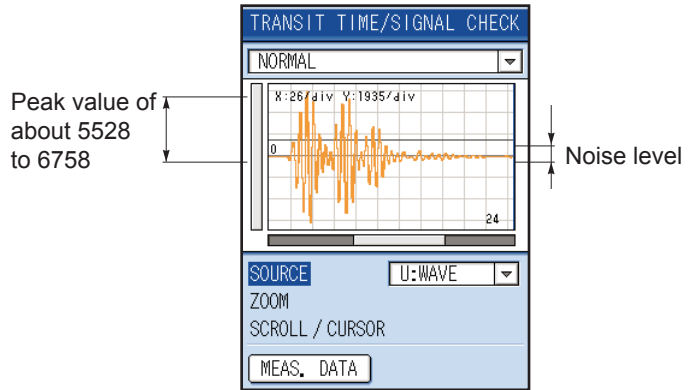 TRANSIT TIME/SIGNAL CHECK
NORMAL
X:26/div Y:1935/div
Peak value of
about 5528
to 6758
0
Noise level
24
SOURCE U:WAVE
ZOOM
SCROLL / CURSOR
MEAS. DATA